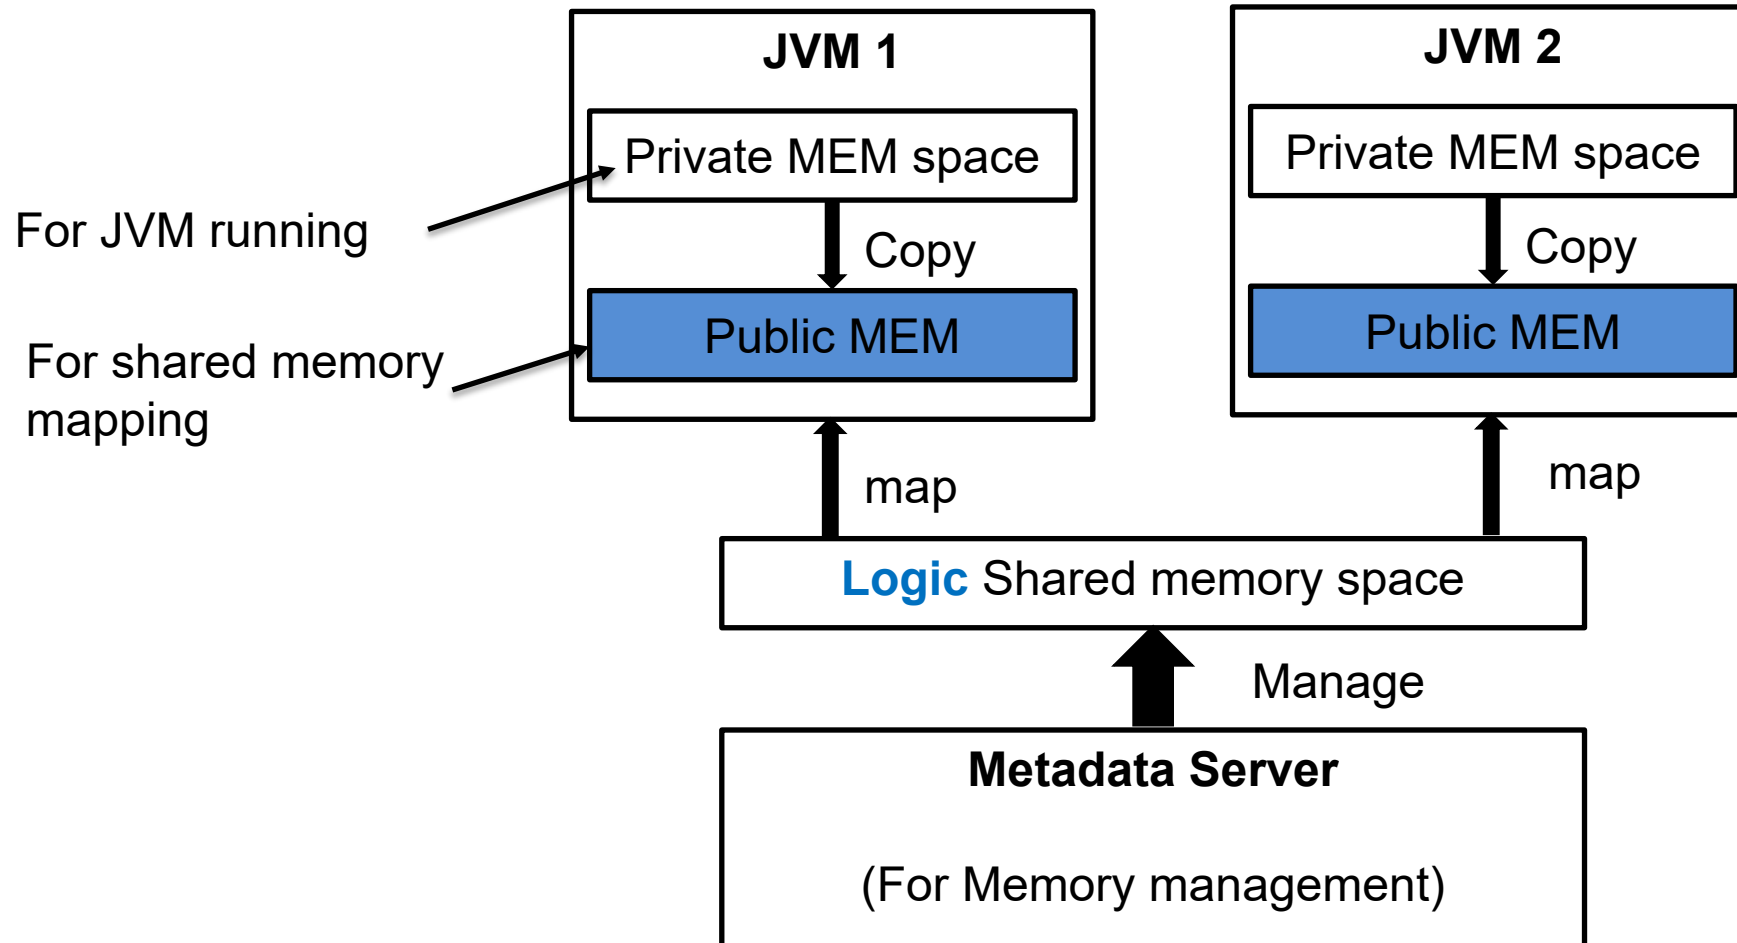 JVM 1
JVM 2
Private MEM space
Private MEM space
For JVM running
Copy
Copy
Public MEM
Public MEM
For shared memory
mapping
map
map
Logic Shared memory space
Manage
Metadata Server
(For Memory management)